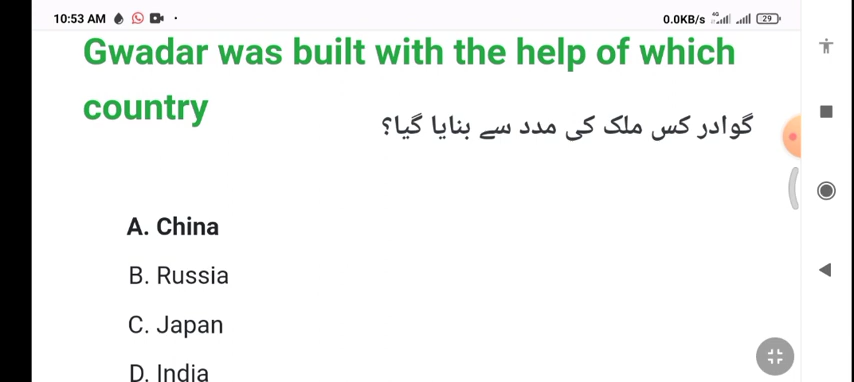 10:53 AM
0.0KB/s 4G 29
Gwadar was built with the help of which
country
گوادر کس ملک کی مدد سے بنایا گیا؟
A. China
B. Russia
C. Japan
D. India